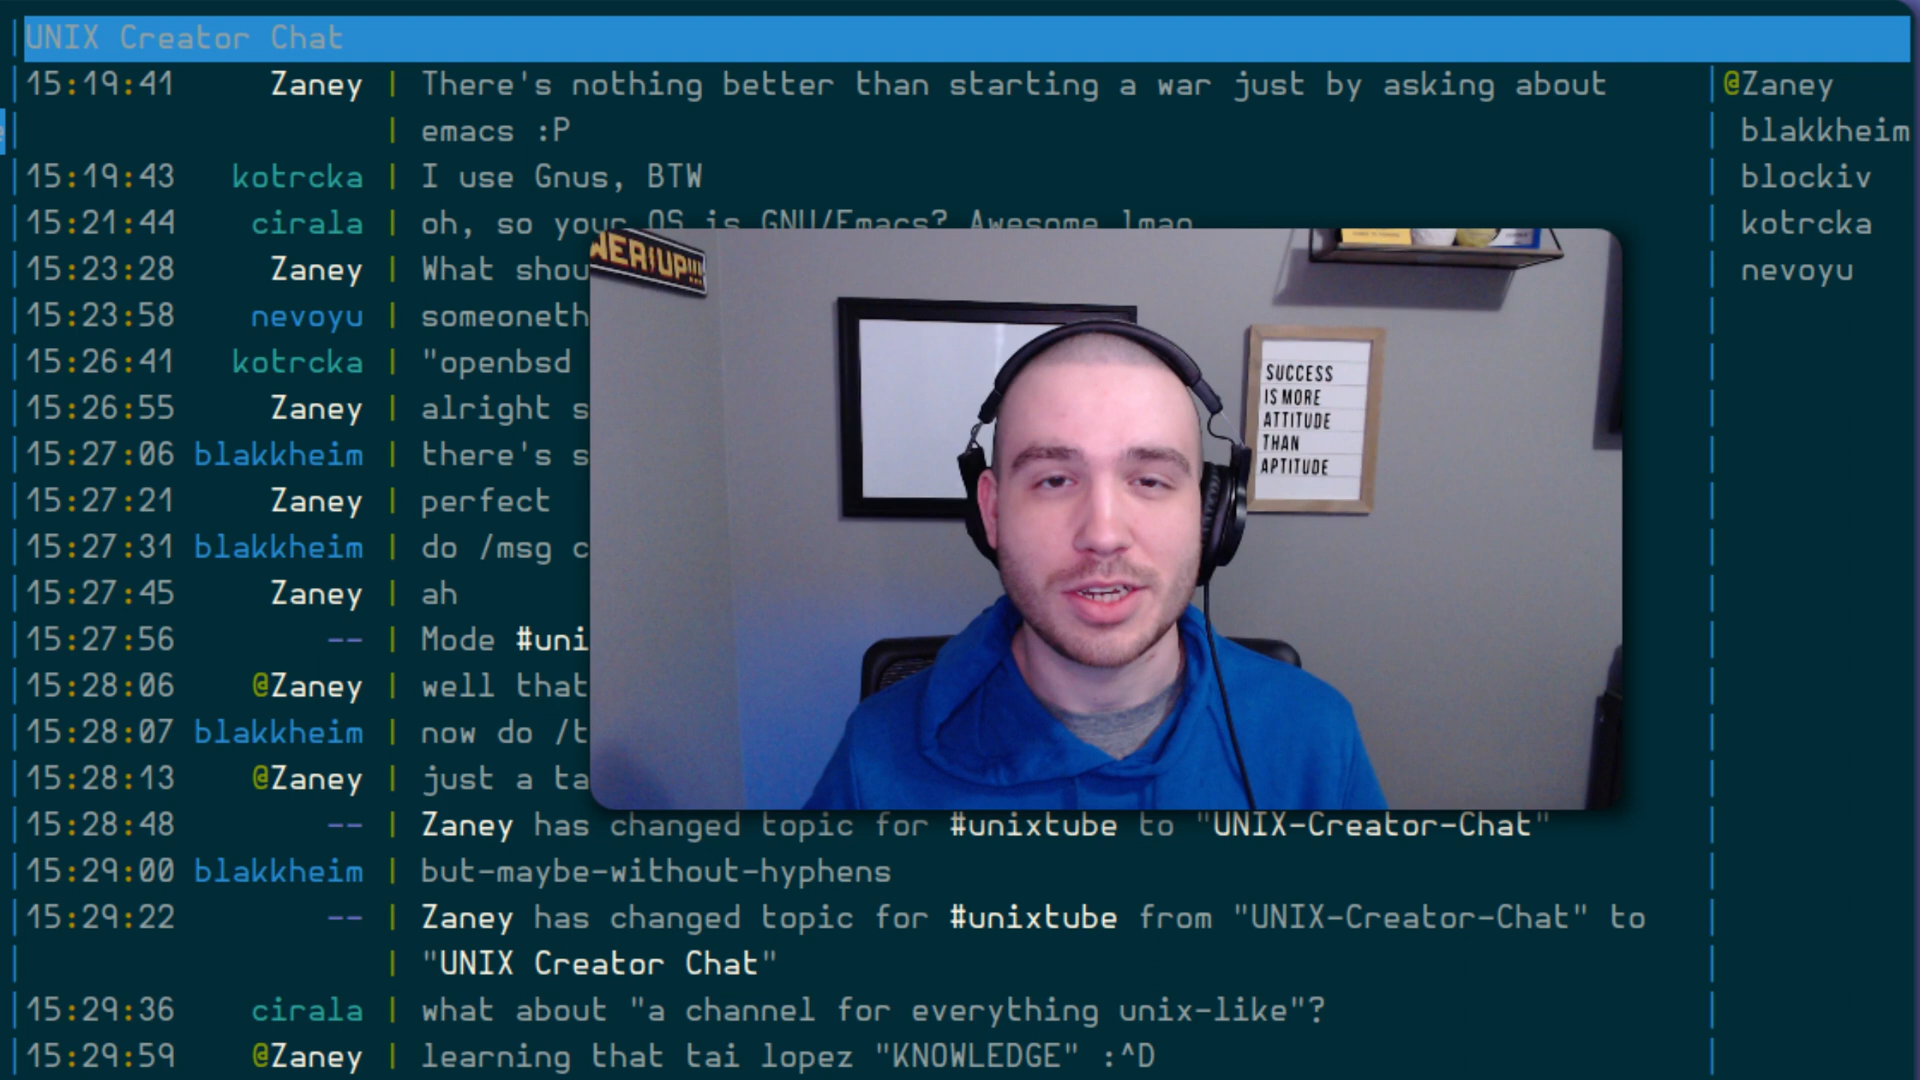 UNIX Creator Chat
15:19:41 Zaney | There's nothing better than starting a war just by asking about | @Zaney
| emacs :P | blakkheim
15:19:43 kotrcka | I use Gnus, BTW | blockiv
15:21:44 cirala | oh, so your OS is GNU/Emacs? Awesome lmao | kotrcka
15:23:28 Zaney | What shou | nevoyu
15:23:58 nevoyu | someoneth
15:26:41 kotrcka | "openbsd
15:26:55 Zaney | alright s
15:27:06 blakkheim | there's s
15:27:21 Zaney | perfect
15:27:31 blakkheim | do /msg c
15:27:45 Zaney | ah
15:27:56 -- | Mode #uni
15:28:06 @Zaney | well that
15:28:07 blakkheim | now do /t
15:28:13 @Zaney | just a ta
15:28:48 -- | Zaney has changed topic for #unixtube to "UNIX-Creator-Chat"
15:29:00 blakkheim | but-maybe-without-hyphens
15:29:22 -- | Zaney has changed topic for #unixtube from "UNIX-Creator-Chat" to
| "UNIX Creator Chat"
15:29:36 cirala | what about "a channel for everything unix-like"?
15:29:59 @Zaney | learning that tai lopez "KNOWLEDGE" :^D
WER!UP!!!
SUCCESS
IS MORE
ATTITUDE
THAN
APTITUDE